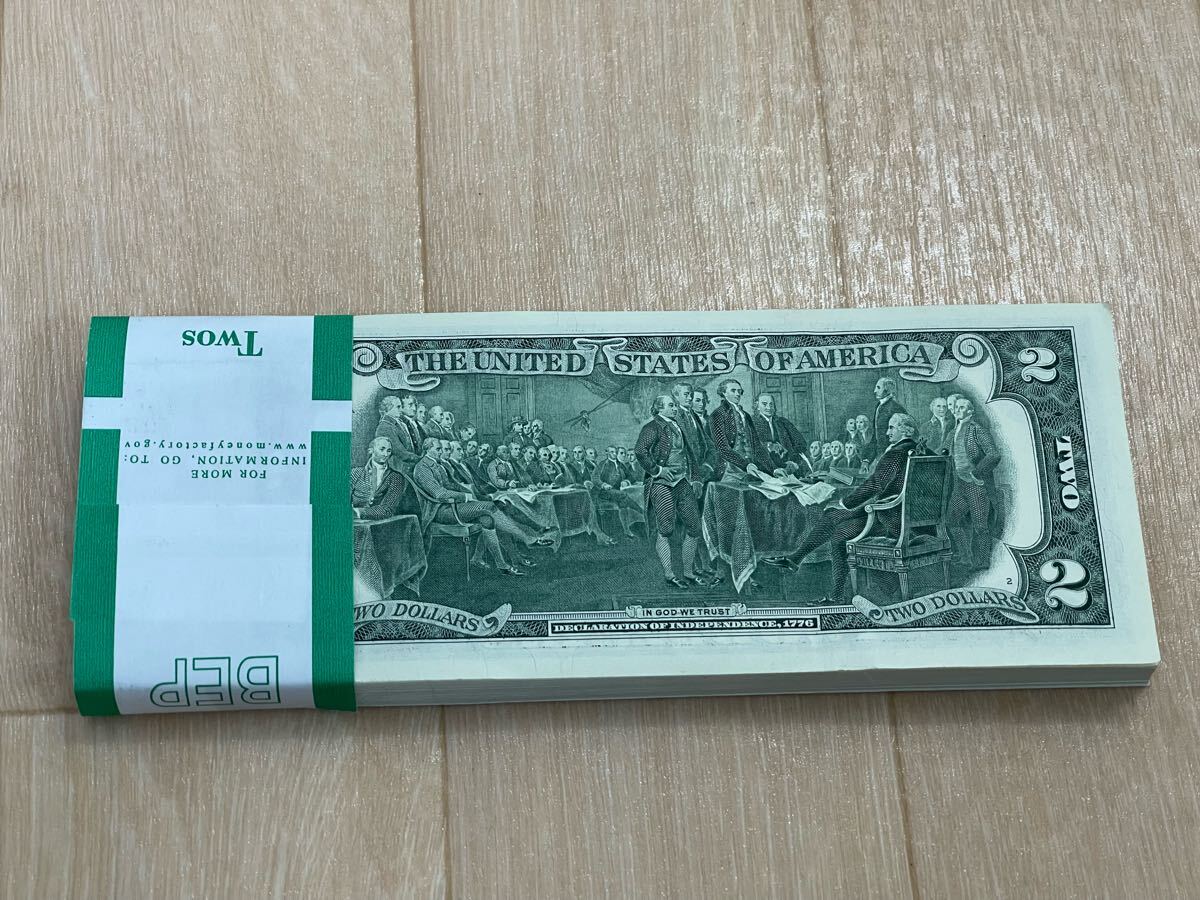 Twos
FOR MORE
INFORMATION, GO TO:
www.moneyfactory.gov
BEP
THE UNITED STATES OF AMERICA
2
TWO
2
2
TWO DOLLARS
IN GOD WE TRUST
TWO DOLLARS
DECLARATION OF INDEPENDENCE, 1776